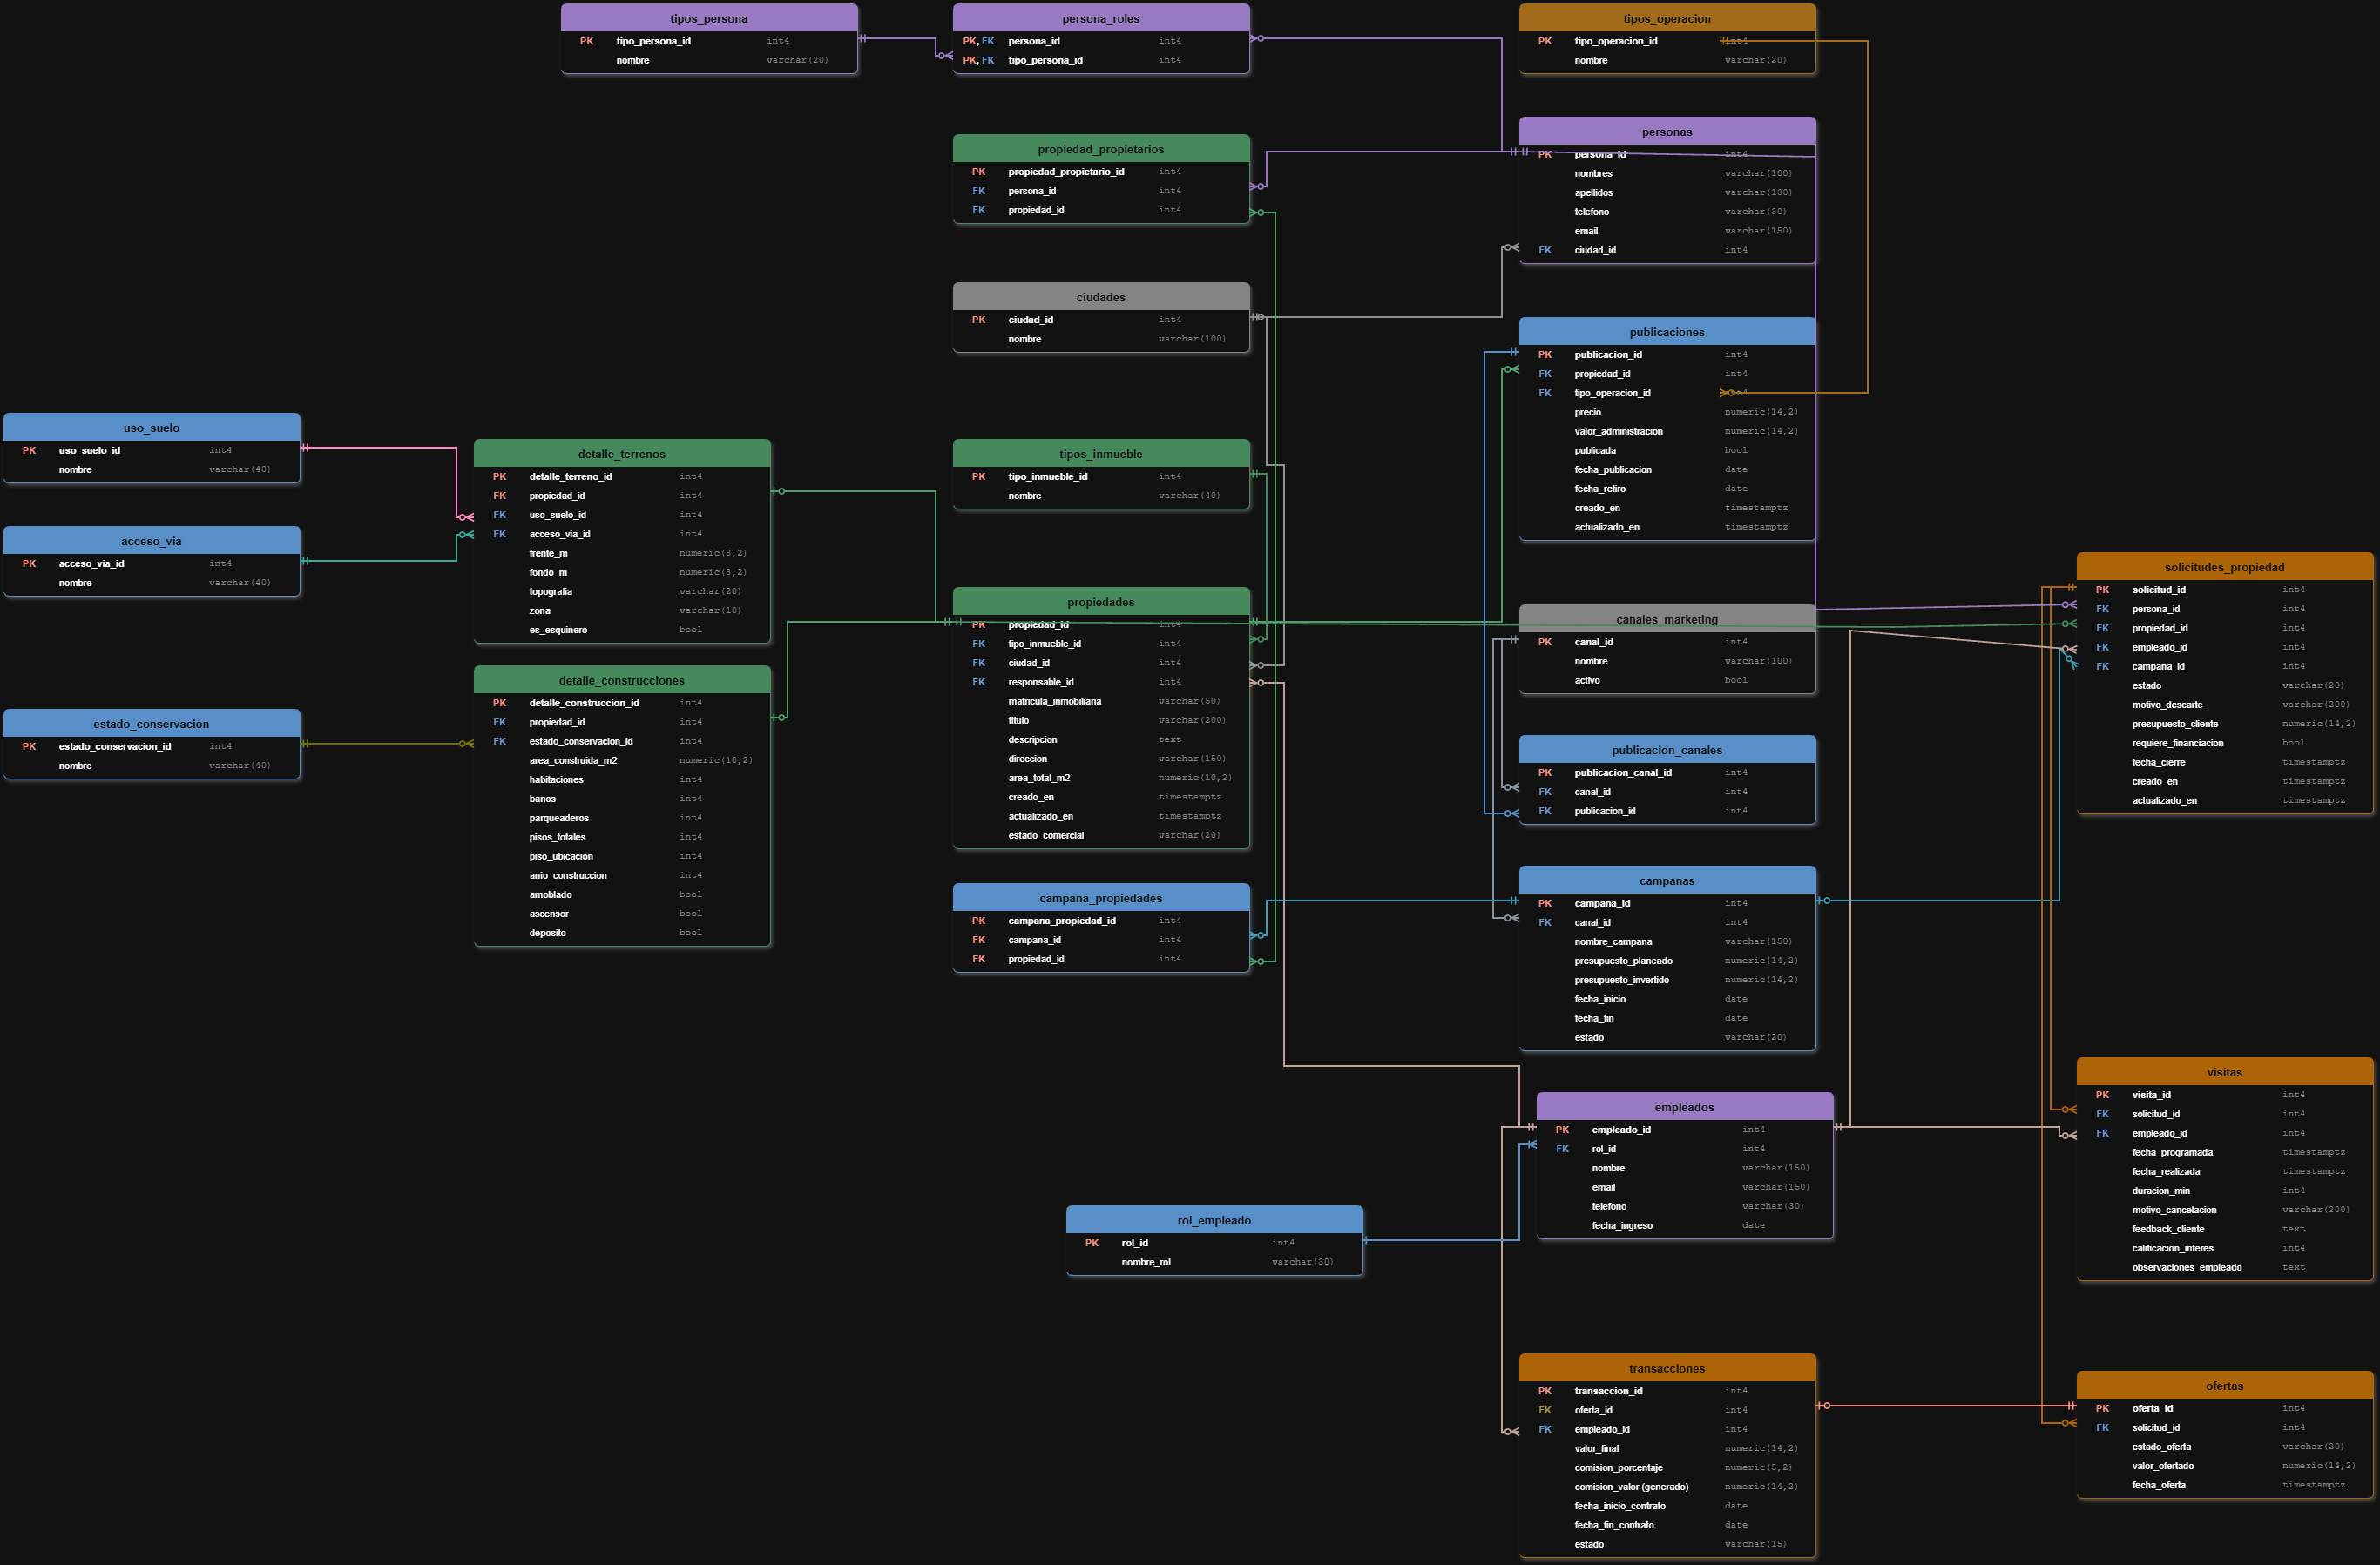 tipos_persona
PK tipo_persona_id int4
nombre varchar(20)
persona_roles
PK, FK persona_id int4
PK, FK tipo_persona_id int4
tipos_operacion
PK tipo_operacion_id int4
nombre varchar(20)
personas
PK persona_id int4
nombres varchar(100)
apellidos varchar(100)
telefono varchar(30)
email varchar(150)
FK ciudad_id int4
propiedad_propietarios
PK propiedad_propietario_id int4
FK persona_id int4
FK propiedad_id int4
ciudades
PK ciudad_id int4
nombre varchar(100)
publicaciones
PK publicacion_id int4
FK propiedad_id int4
FK tipo_operacion_id int4
precio numeric(14,2)
valor_administracion numeric(14,2)
publicada bool
fecha_publicacion date
fecha_retiro date
creado_en timestamptz
actualizado_en timestamptz
uso_suelo
PK uso_suelo_id int4
nombre varchar(40)
acceso_via
PK acceso_via_id int4
nombre varchar(40)
estado_conservacion
PK estado_conservacion_id int4
nombre varchar(40)
detalle_terrenos
PK detalle_terreno_id int4
FK propiedad_id int4
FK uso_suelo_id int4
FK acceso_via_id int4
frente_m numeric(8,2)
fondo_m numeric(8,2)
topografia varchar(20)
zona varchar(10)
es_esquinero bool
detalle_construcciones
PK detalle_construccion_id int4
FK propiedad_id int4
FK estado_conservacion_id int4
area_construida_m2 numeric(10,2)
habitaciones int4
banos int4
parqueaderos int4
pisos_totales int4
piso_ubicacion int4
anio_construccion int4
amoblado bool
ascensor bool
deposito bool
tipos_inmueble
PK tipo_inmueble_id int4
nombre varchar(40)
propiedades
PK propiedad_id int4
FK tipo_inmueble_id int4
FK ciudad_id int4
FK responsable_id int4
matricula_inmobiliaria varchar(50)
titulo varchar(200)
descripcion text
direccion varchar(150)
area_total_m2 numeric(10,2)
creado_en timestamptz
actualizado_en timestamptz
estado_comercial varchar(20)
campana_propiedades
PK campana_propiedad_id int4
FK campana_id int4
FK propiedad_id int4
canales_marketing
PK canal_id int4
nombre varchar(100)
activo bool
publicacion_canales
PK publicacion_canal_id int4
FK canal_id int4
FK publicacion_id int4
campanas
PK campana_id int4
FK canal_id int4
nombre_campana varchar(150)
presupuesto_planeado numeric(14,2)
presupuesto_invertido numeric(14,2)
fecha_inicio date
fecha_fin date
estado varchar(20)
solicitudes_propiedad
PK solicitud_id int4
FK persona_id int4
FK propiedad_id int4
FK empleado_id int4
FK campana_id int4
estado varchar(20)
motivo_descarte varchar(200)
presupuesto_cliente numeric(14,2)
requiere_financiacion bool
fecha_cierre timestamptz
creado_en timestamptz
actualizado_en timestamptz
empleados
PK empleado_id int4
FK rol_id int4
nombre varchar(150)
email varchar(150)
telefono varchar(30)
fecha_ingreso date
rol_empleado
PK rol_id int4
nombre_rol varchar(30)
visitas
PK visita_id int4
FK solicitud_id int4
FK empleado_id int4
fecha_programada timestamptz
fecha_realizada timestamptz
duracion_min int4
motivo_cancelacion varchar(200)
feedback_cliente text
calificacion_interes int4
observaciones_empleado text
transacciones
PK transaccion_id int4
FK oferta_id int4
FK empleado_id int4
valor_final numeric(14,2)
comision_porcentaje numeric(5,2)
comision_valor (generado) numeric(14,2)
fecha_inicio_contrato date
fecha_fin_contrato date
estado varchar(15)
ofertas
PK oferta_id int4
FK solicitud_id int4
estado_oferta varchar(20)
valor_ofertado numeric(14,2)
fecha_oferta timestamptz